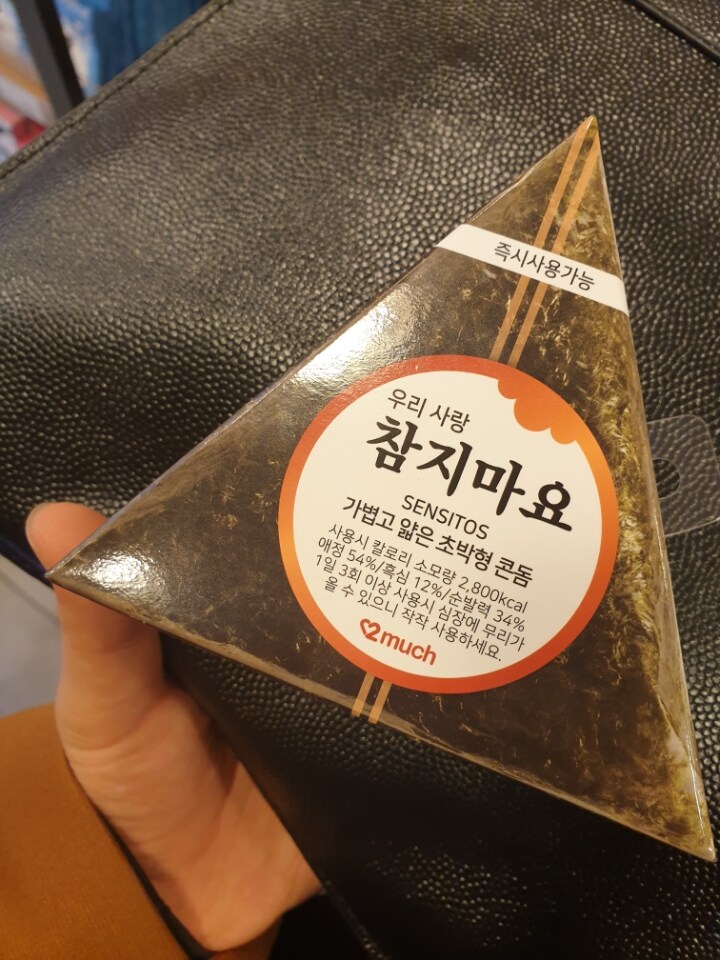 즉시사용가능
우리 사랑
참지마요
SENSITOS
가볍고 얇은 초박형 콘돔
사용시 칼로리 소모량 2,800kcal
애정 54%/흑심 12%/순발력 34%
1일 3회 이상 사용시 심장에 무리가
올 수 있으니 작작 사용하세요.
2much